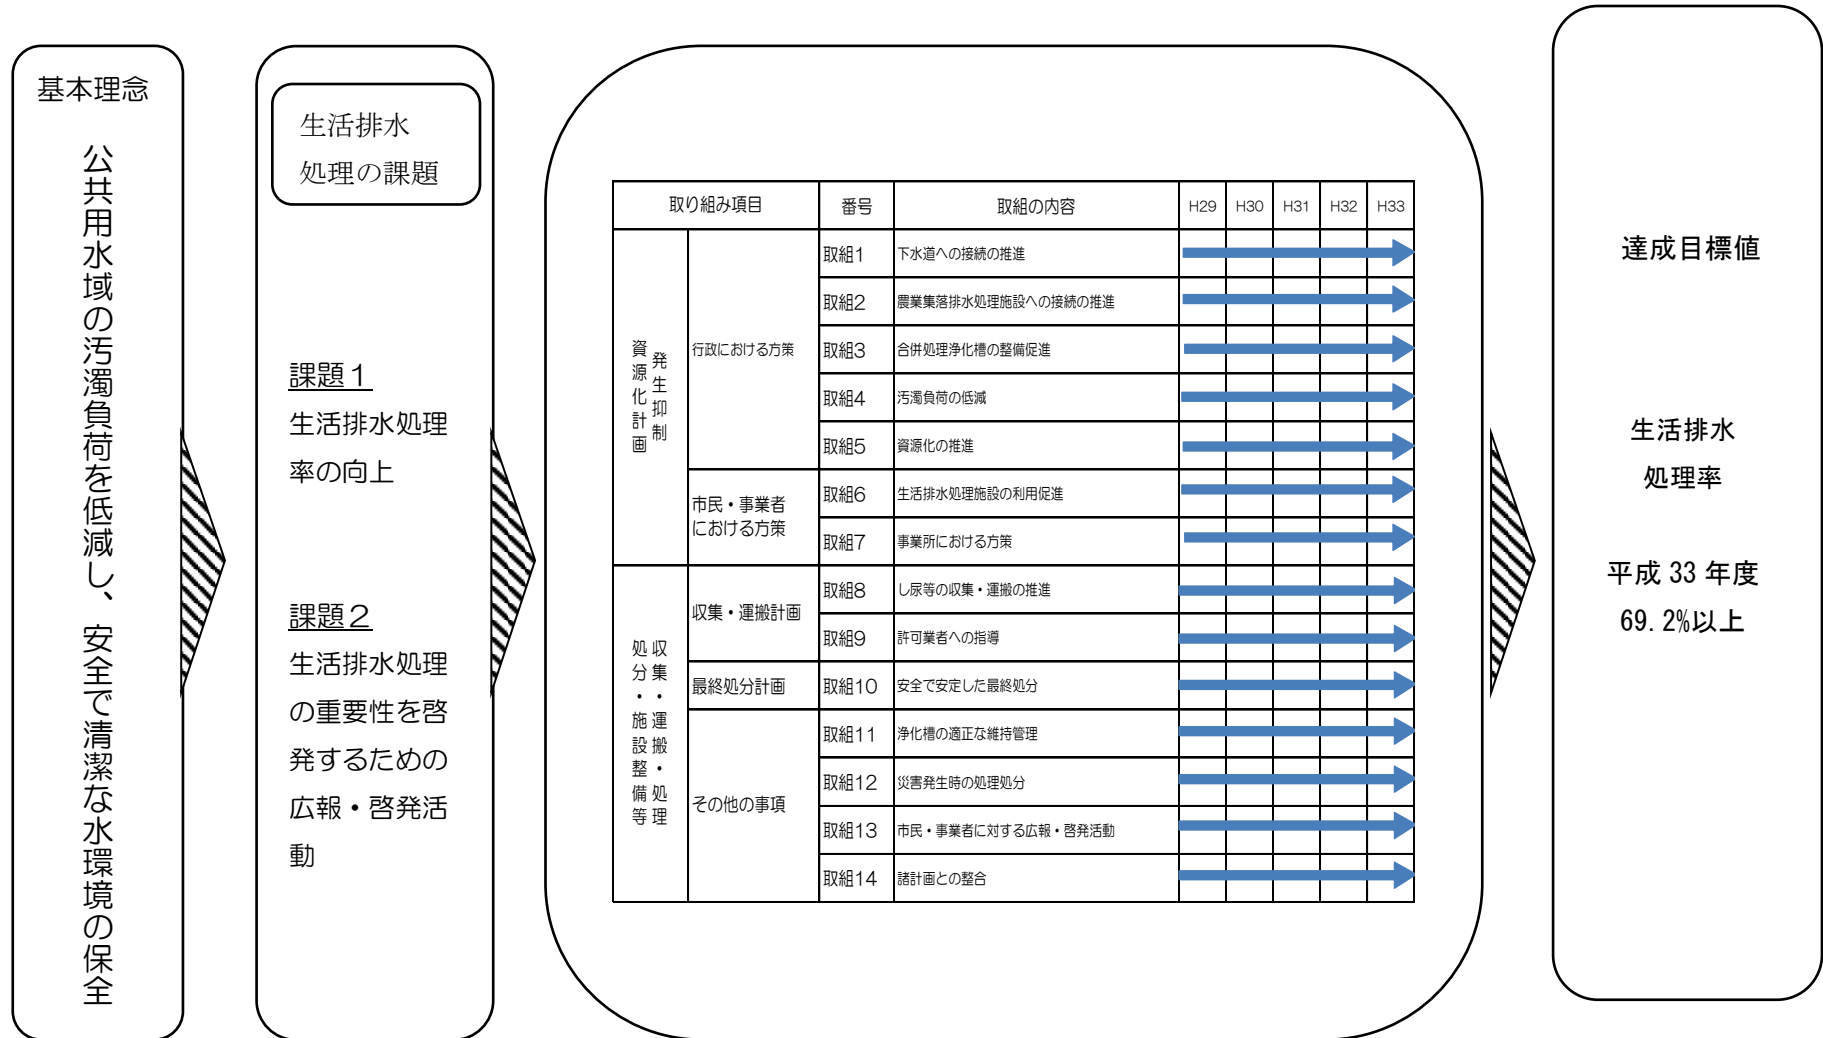 基本理念
公共用水域の汚濁負荷を低減し、安全で清潔な水環境の保全
生活排水
処理の課題
課題1
生活排水処理
率の向上
課題2
生活排水処理
の重要性を啓
発するための
広報・啓発活
動
取り組み項目 番号 取組の内容 H29 H30 H31 H32 H33
発生抑制
資源化計画
行政における方策
取組1 下水道への接続の推進
取組2 農業集落排水処理施設への接続の推進
取組3 合併処理浄化槽の整備促進
取組4 汚濁負荷の低減
取組5 資源化の推進
市民・事業者
における方策
取組6 生活排水処理施設の利用促進
取組7 事業所における方策
収集・運搬・処理
処分・施設整備等
収集・運搬計画
取組8 し尿等の収集・運搬の推進
取組9 許可業者への指導
最終処分計画
取組10 安全で安定した最終処分
その他の事項
取組11 浄化槽の適正な維持管理
取組12 災害発生時の処理処分
取組13 市民・事業者に対する広報・啓発活動
取組14 諸計画との整合
達成目標値
生活排水
処理率
平成33年度
69.2%以上